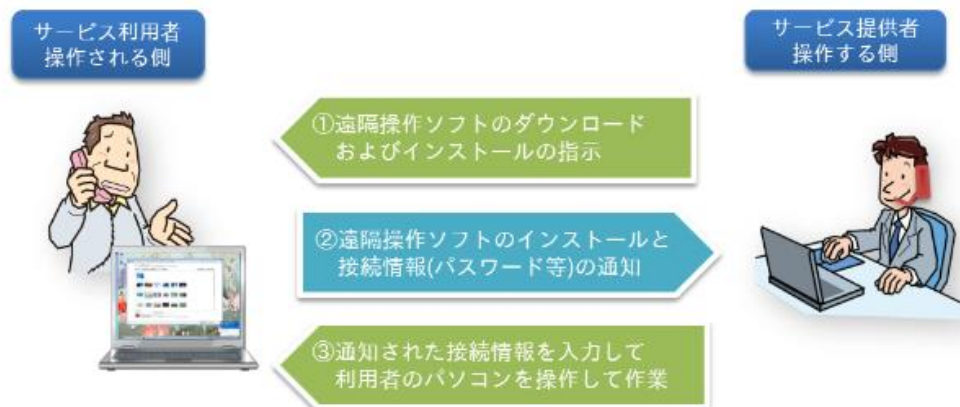 サービス利用者
操作される側
サービス提供者
操作する側
①遠隔操作ソフトのダウンロード
およびインストールの指示
②遠隔操作ソフトのインストールと
接続情報(パスワード等)の通知
③通知された接続情報を入力して
利用者のパソコンを操作して作業